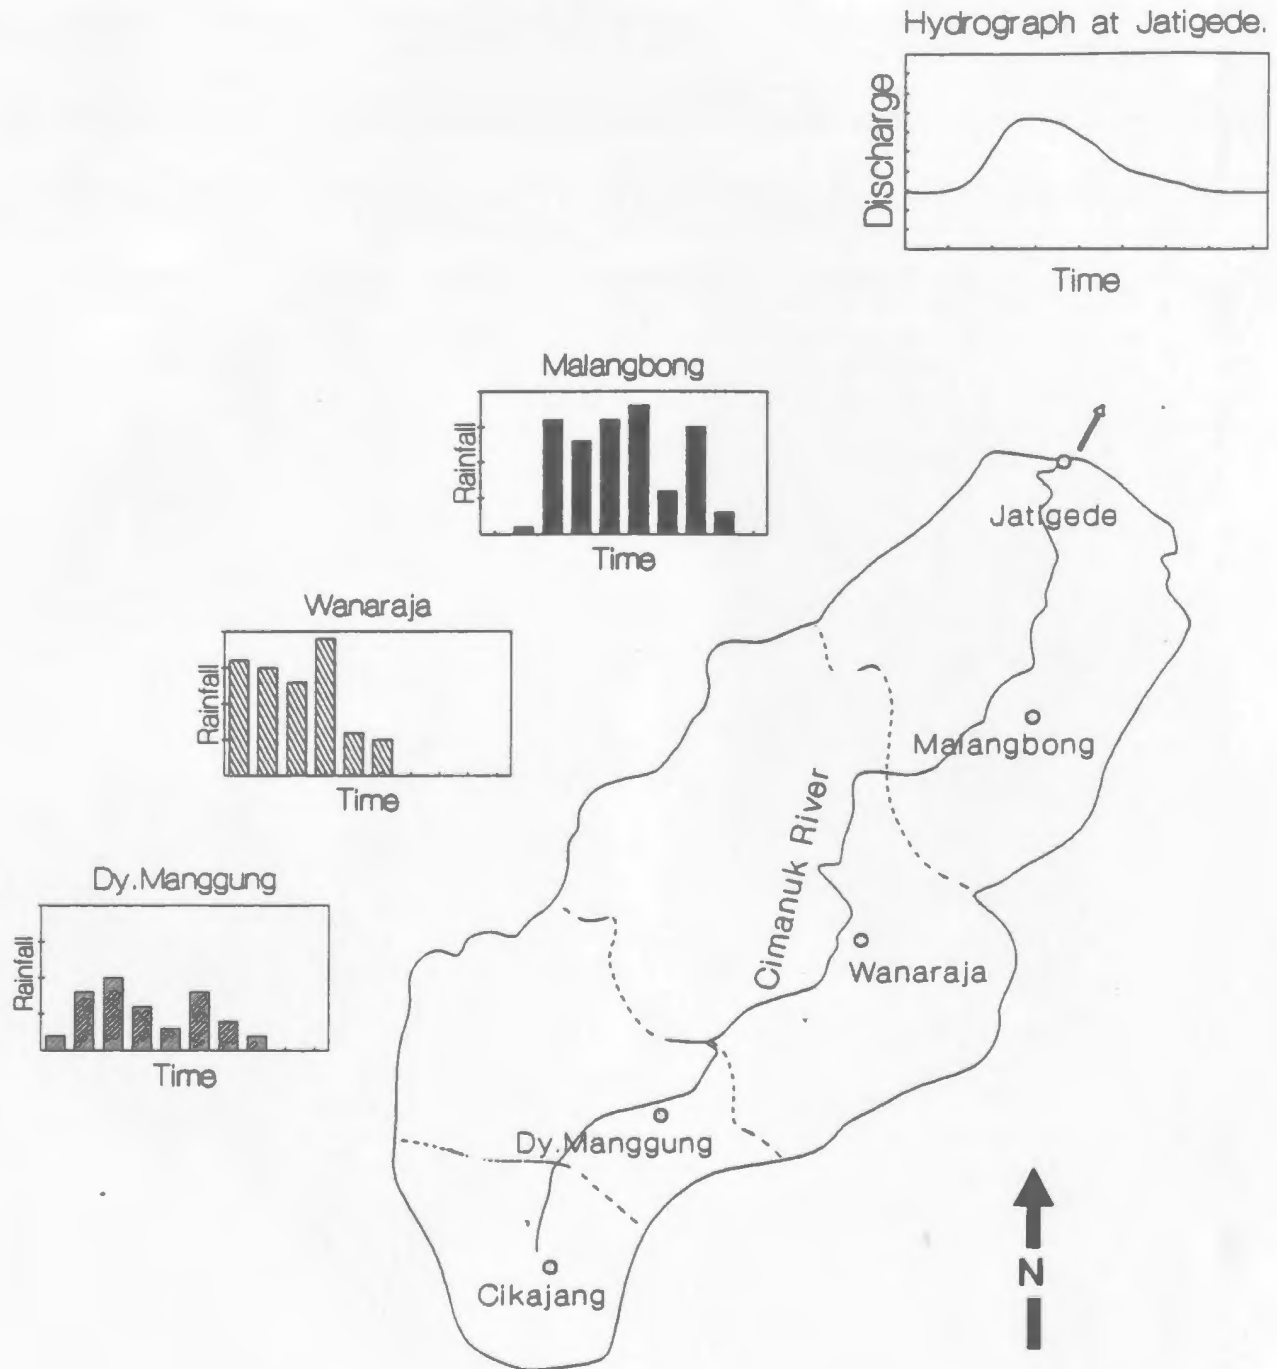 Hydrograph at Jatigede.
Discharge
Time
Malangbong
Rainfall
Time
Jatigede
Wanaraja
Rainfall
Time
Malangbong
Cimanuk River
Dy.Manggung
Rainfall
Time
Wanaraja
Dy.Manggung
Cikajang
N